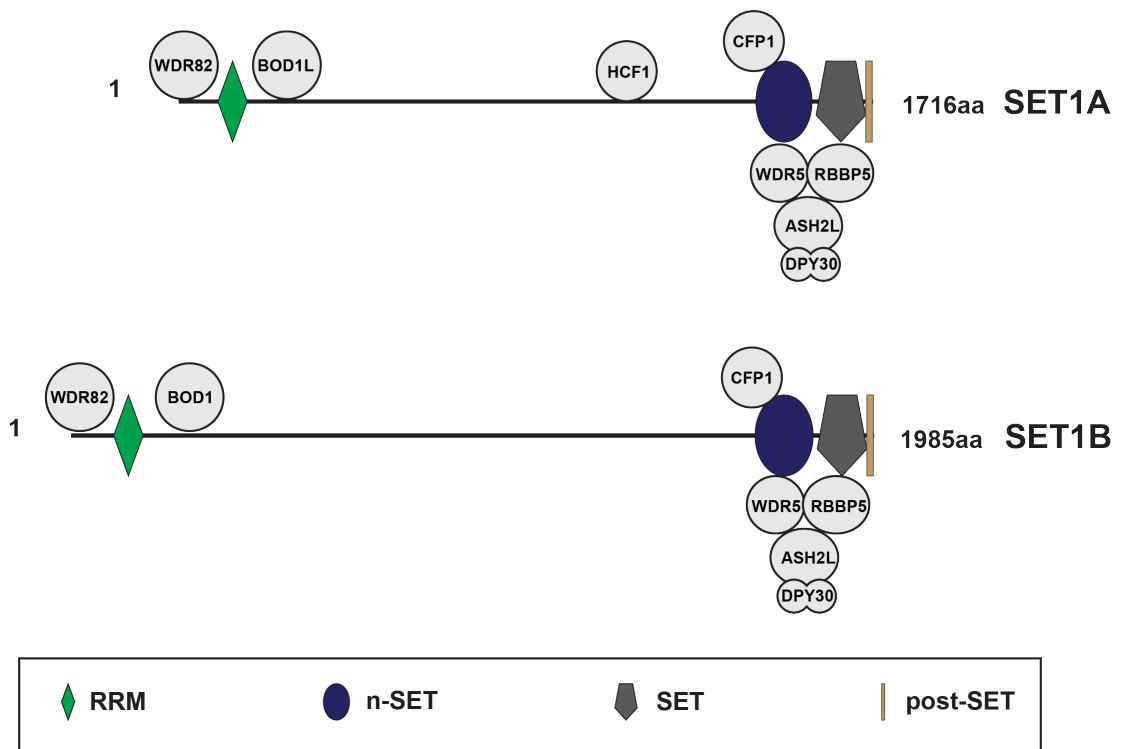 CFP1
WDR82 BOD1L HCF1
1 1716aa SET1A
WDR5 RBBP5
ASH2L
DPY30
CFP1
WDR82 BOD1
1 1985aa SET1B
WDR5 RBBP5
ASH2L
DPY30
RRM n-SET SET post-SET